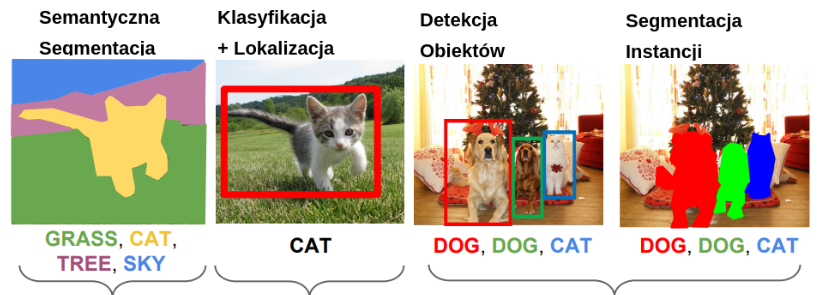 Semantyczna
Segmentacja
Klasyfikacja
+ Lokalizacja
Detekcja
Obiektów
Segmentacja
Instancji
GRASS, CAT,
TREE, SKY
CAT
DOG, DOG, CAT
DOG, DOG, CAT